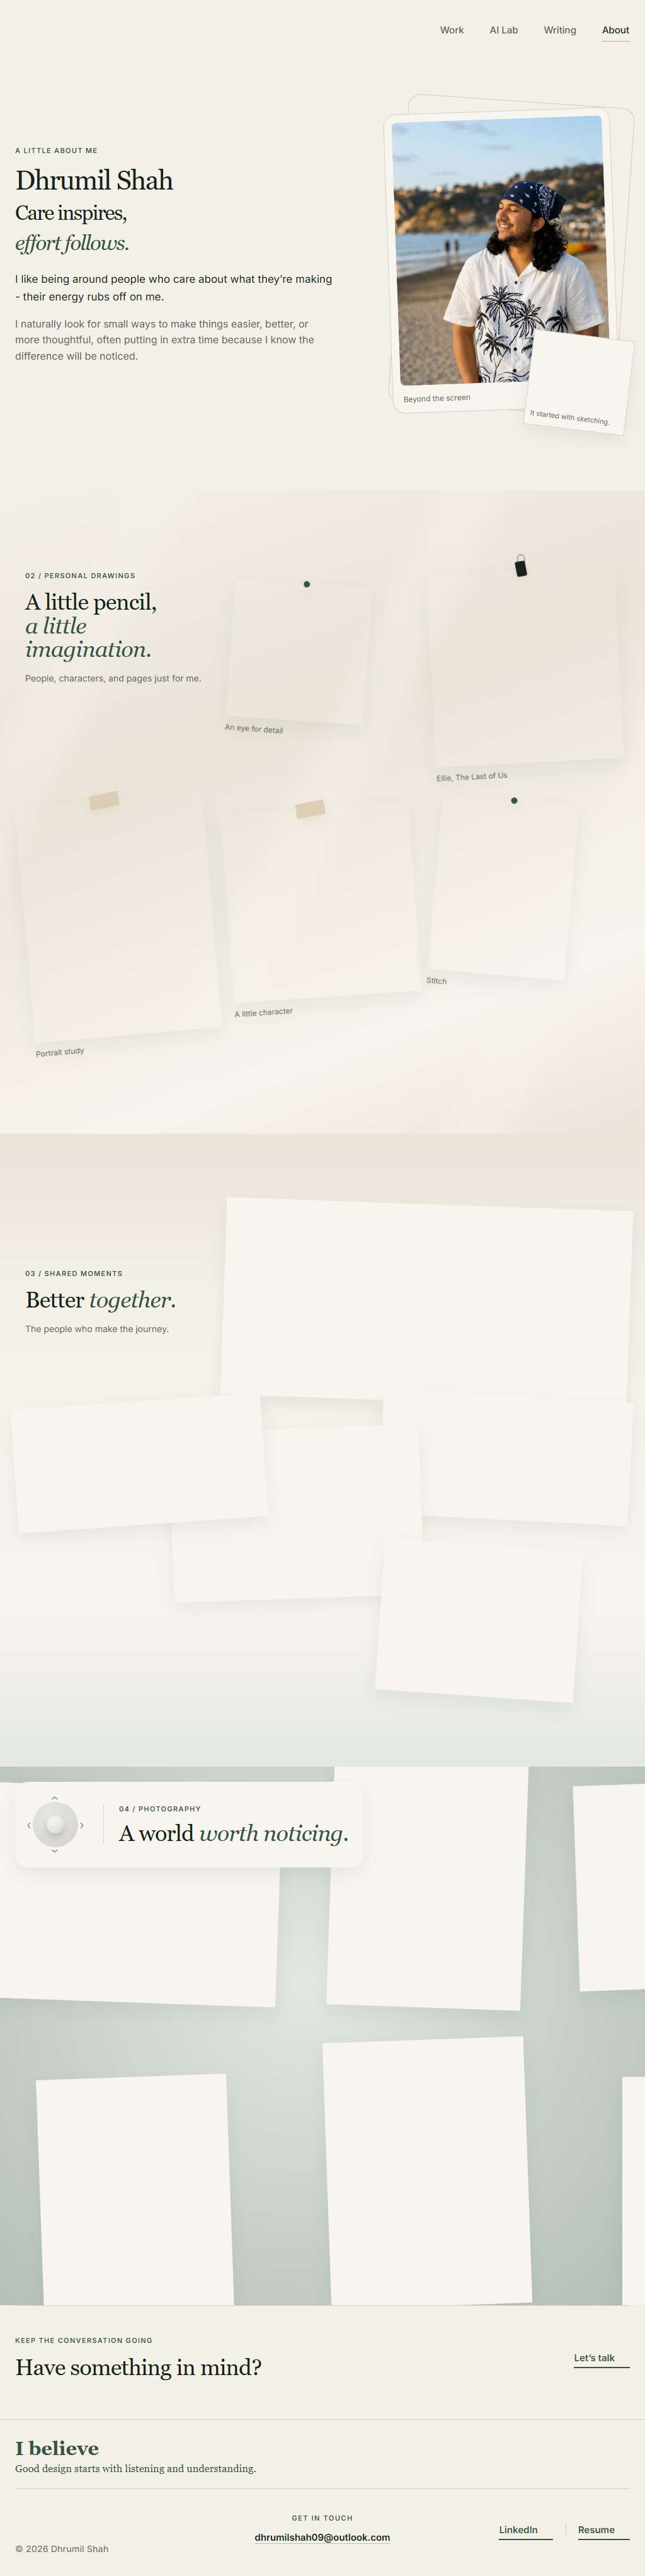 Work AI Lab Writing About
A LITTLE ABOUT ME
Dhrumil Shah
Care inspires,
effort follows.
I like being around people who care about what they’re making
- their energy rubs off on me.
I naturally look for small ways to make things easier, better, or
more thoughtful, often putting in extra time because I know the
difference will be noticed.
Beyond the screen
It started with sketching.
02 / PERSONAL DRAWINGS
A little pencil,
a little
imagination.
People, characters, and pages just for me.
An eye for detail
Ellie, The Last of Us
Portrait study
A little character
Stitch
03 / SHARED MOMENTS
Better together.
The people who make the journey.
04 / PHOTOGRAPHY
A world worth noticing.
KEEP THE CONVERSATION GOING
Have something in mind?
Let’s talk
I believe
Good design starts with listening and understanding.
GET IN TOUCH
dhrumilshah09@outlook.com
LinkedIn
Resume
© 2026 Dhrumil Shah